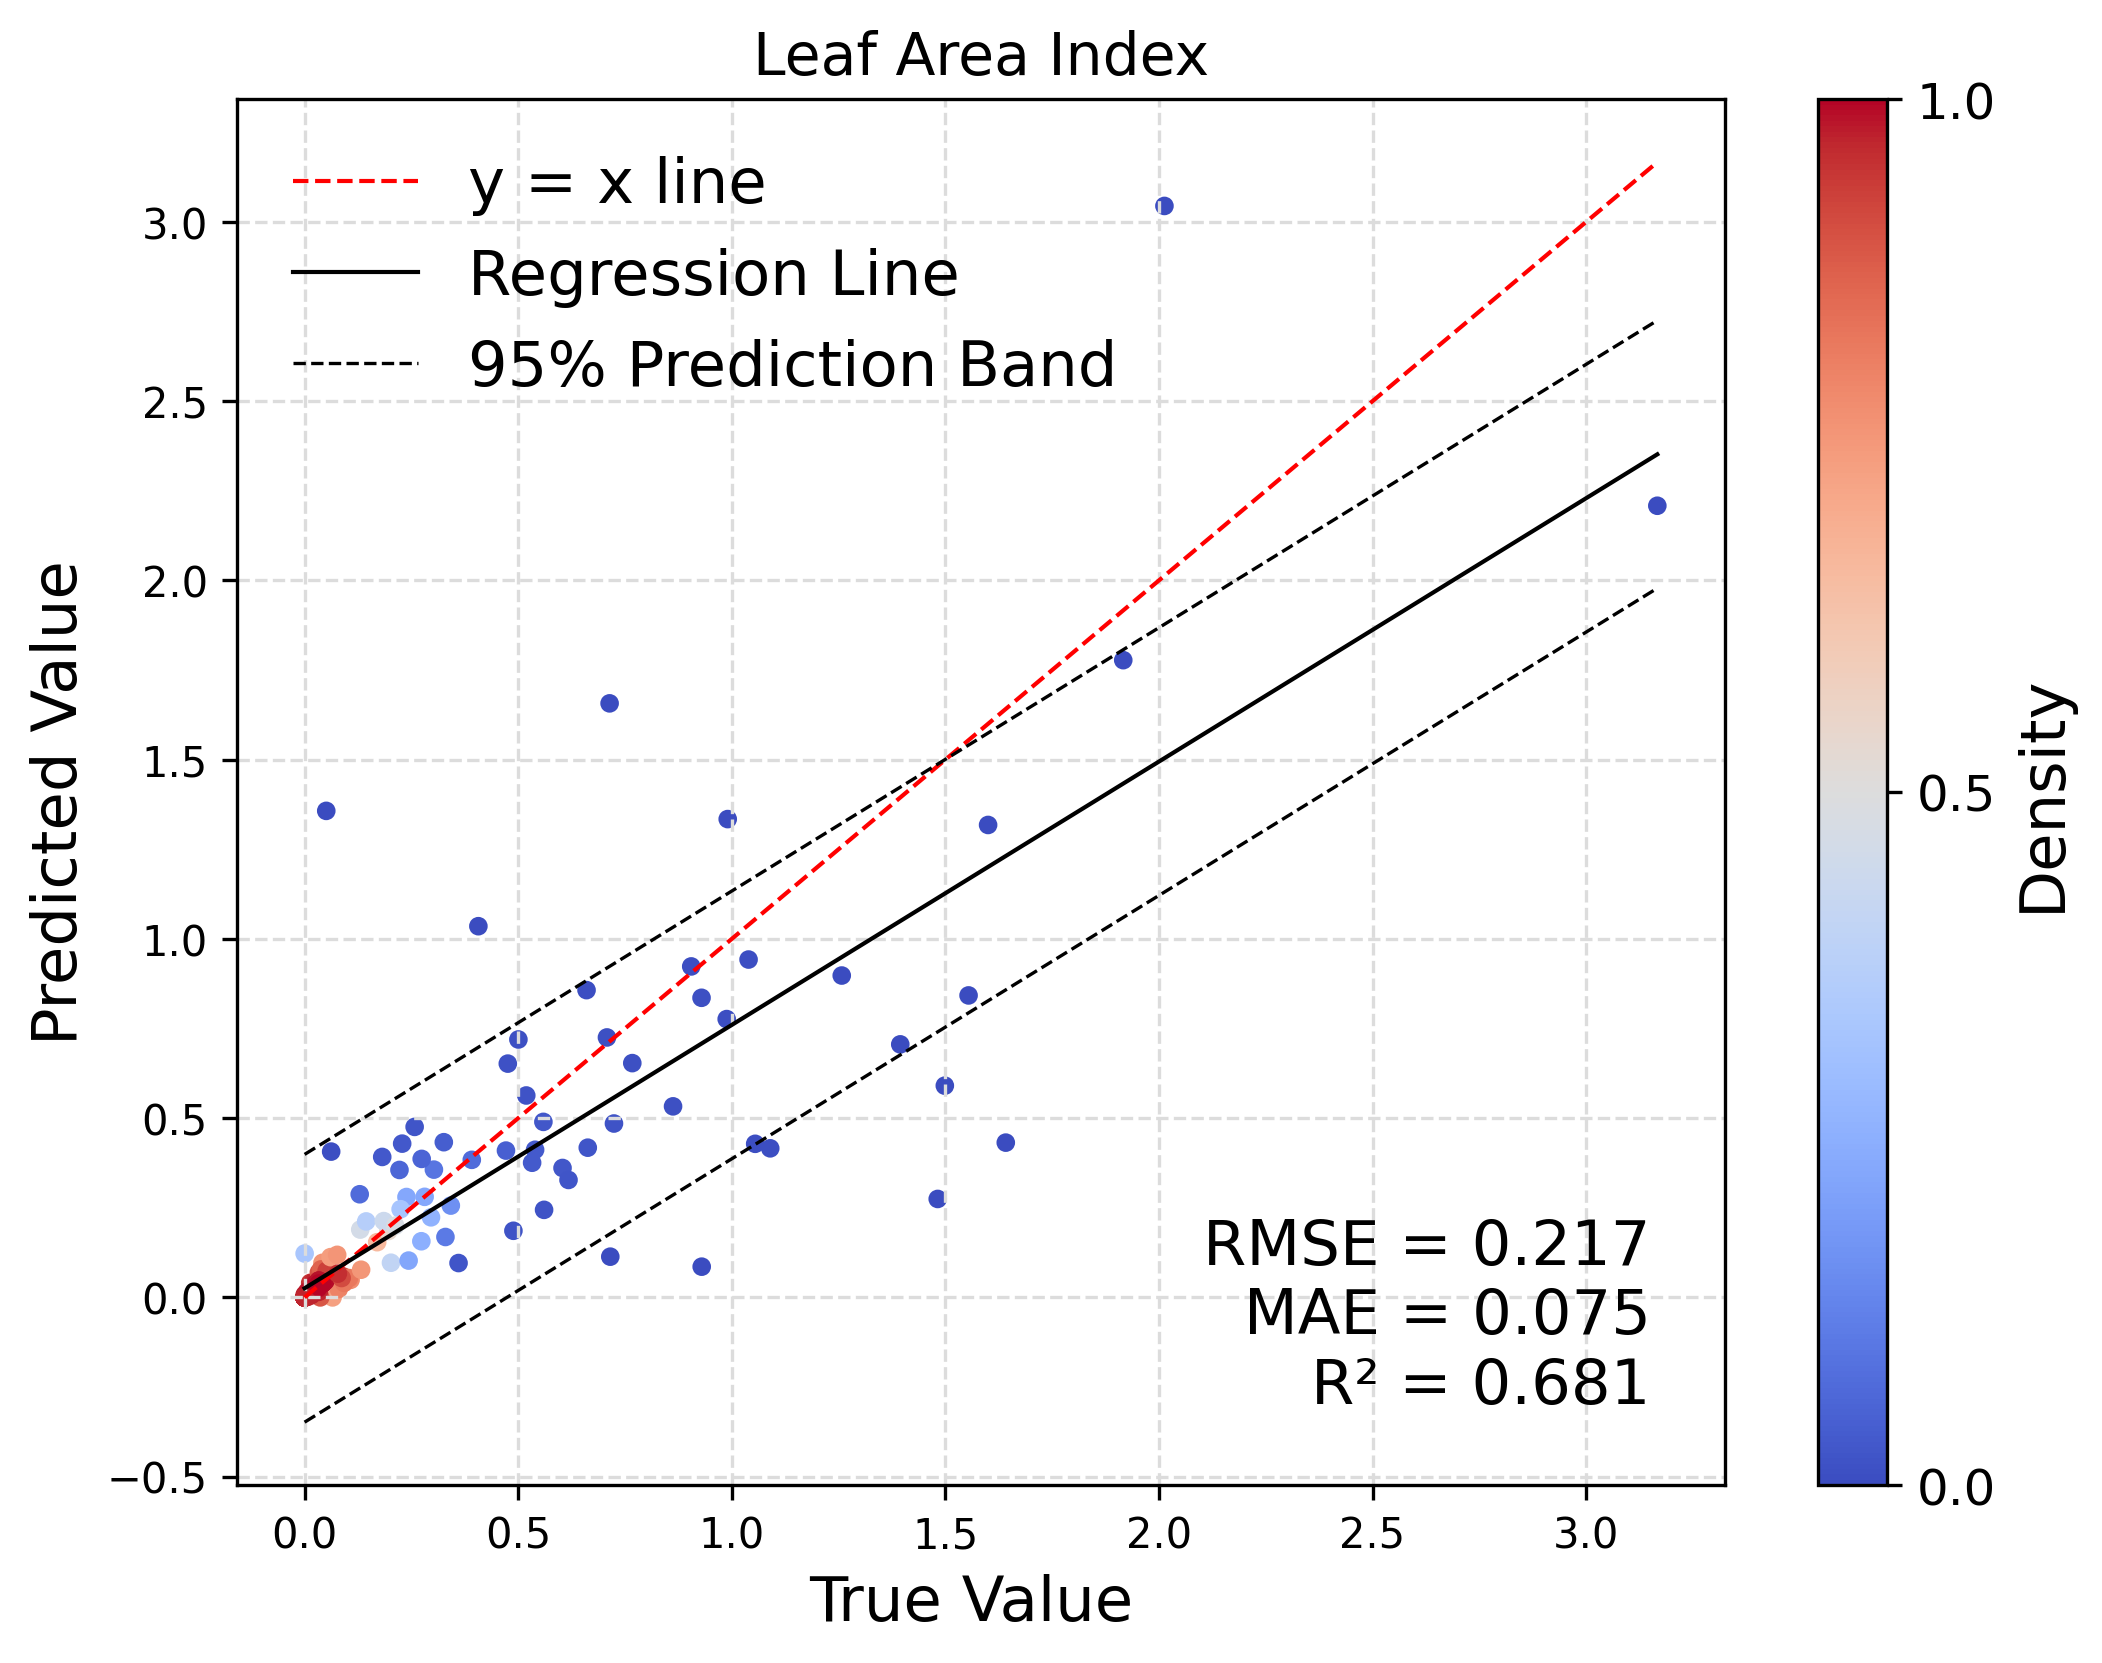 Leaf Area Index
y = x line
Regression Line
95% Prediction Band
3.0
2.5
2.0
1.5
1.0
0.5
0.0
−0.5
Predicted Value
0.0 0.5 1.0 1.5 2.0 2.5 3.0
True Value
RMSE = 0.217
MAE = 0.075
R² = 0.681
1.0
0.5
0.0
Density